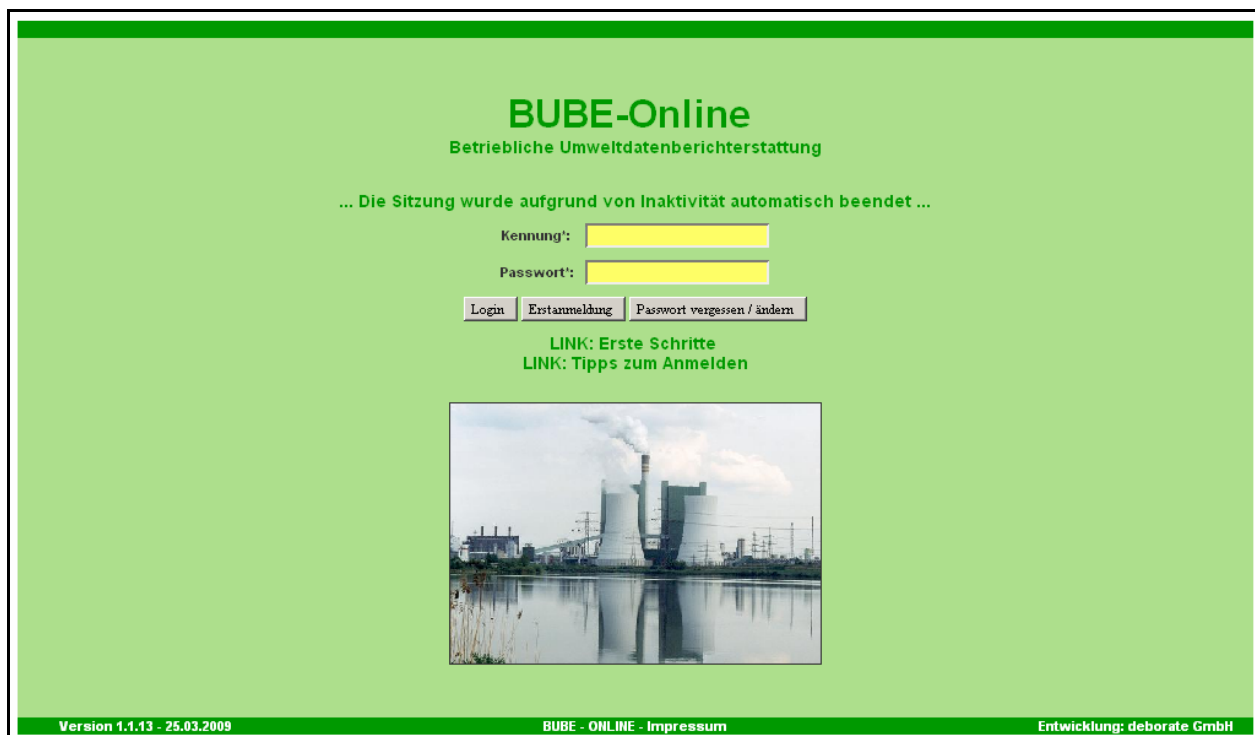 BUBE-Online
Betriebliche Umweltdatenberichterstattung
... Die Sitzung wurde aufgrund von Inaktivität automatisch beendet ...
Kennung*:
Passwort*:
Login Erstanmeldung Passwort vergessen / ändern
LINK: Erste Schritte
LINK: Tipps zum Anmelden
Version 1.1.13 - 25.03.2009 BUBE - ONLINE - Impressum Entwicklung: deborate GmbH